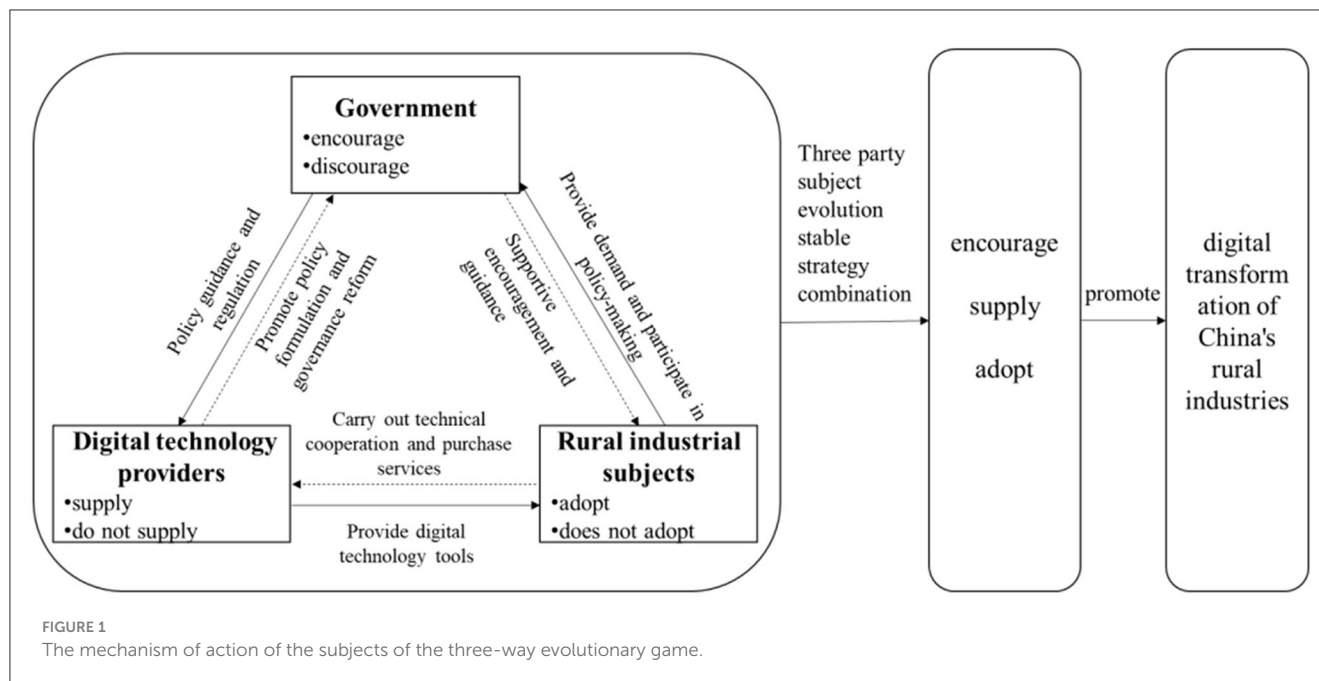 Government
•encourage
•discourage
Policy guidance and
regulation
Promote policy
formulation and
governance reform
Supportive
encouragement and
guidance
Provide demand and participate in
policy-making
Digital technology
providers
•supply
•do not supply
Carry out technical
cooperation and purchase
services
Provide digital
technology tools
Rural industrial
subjects
•adopt
•does not adopt
Three party
subject
evolution
stable
strategy
combination
encourage
supply
adopt
promote
digital
transform
ation of
China's
rural
industries
FIGURE 1
The mechanism of action of the subjects of the three-way evolutionary game.